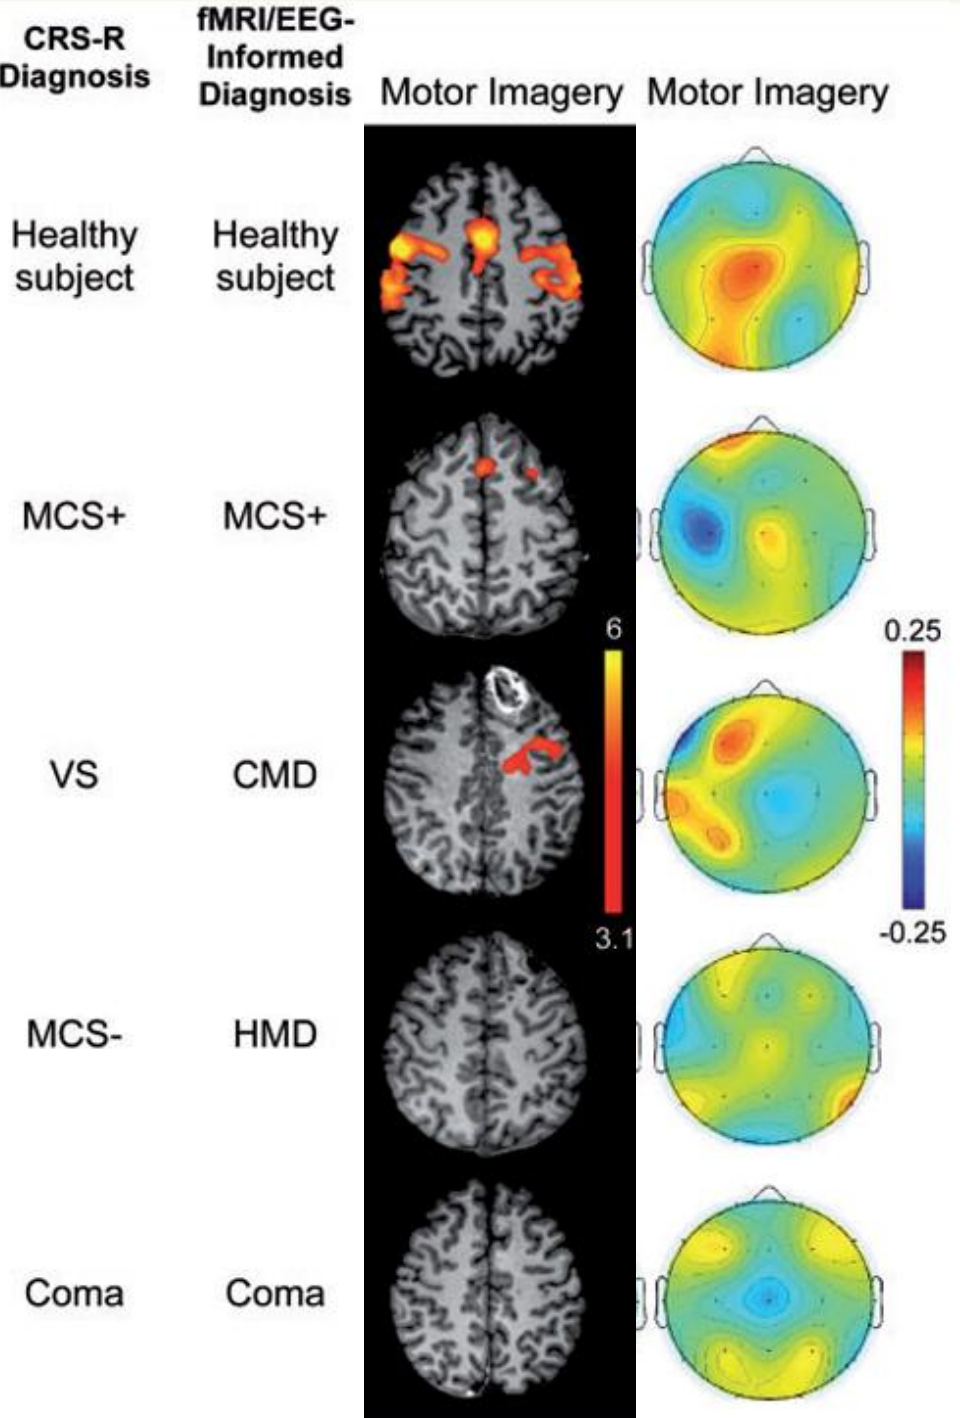 CRS-R
Diagnosis
fMRI/EEG-
Informed
Diagnosis
Motor Imagery
Motor Imagery
Healthy
subject
Healthy
subject
MCS+
MCS+
6
0.25
VS
CMD
3.1
-0.25
MCS-
HMD
Coma
Coma